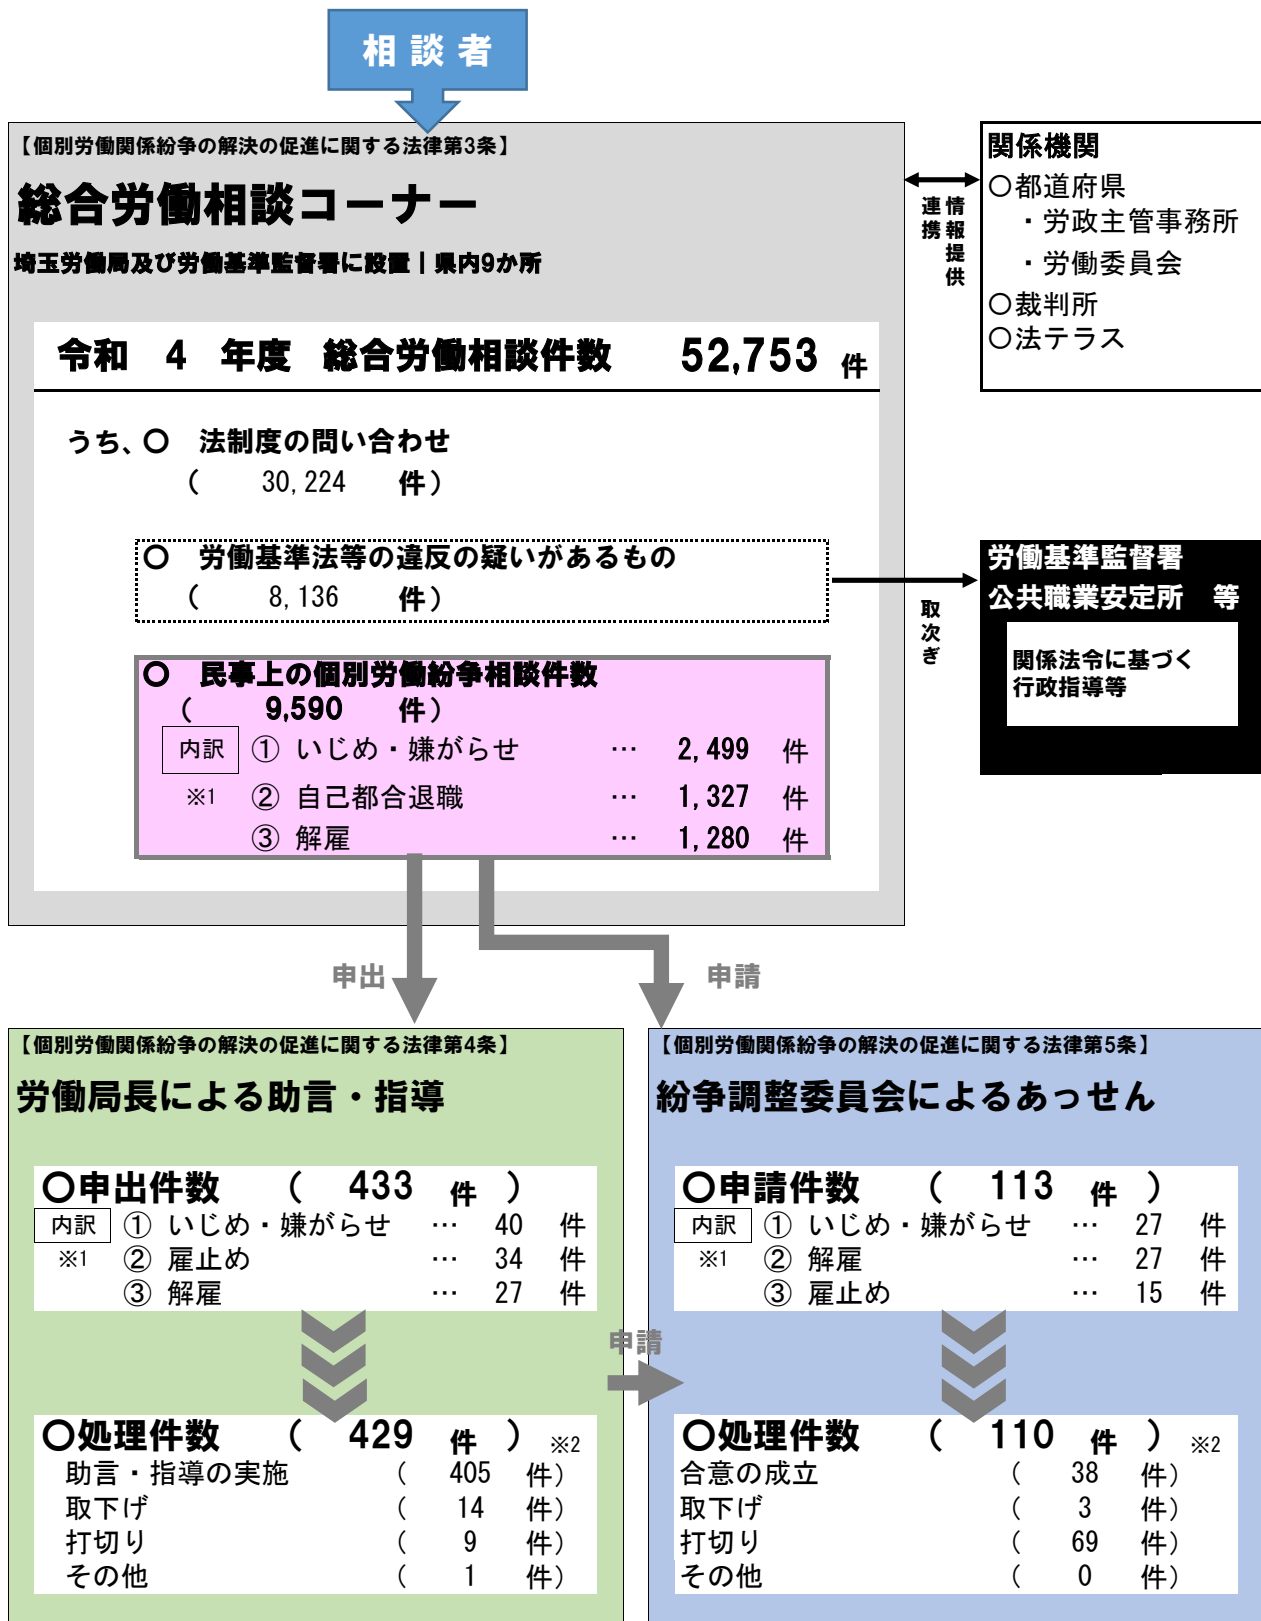 相談者
【個別労働関係紛争の解決の促進に関する法律第3条】
総合労働相談コーナー
埼玉労働局及び労働基準監督署に設置｜県内9か所
令和 4 年度 総合労働相談件数 52,753 件
うち、〇 法制度の問い合わせ
( 30,224 件)
〇 労働基準法等の違反の疑いがあるもの
( 8,136 件)
〇 民事上の個別労働紛争相談件数
( 9,590 件)
内訳 ① いじめ・嫌がらせ … 2,499 件
※1 ② 自己都合退職 … 1,327 件
③ 解雇 … 1,280 件
連携
情報提供
関係機関
〇都道府県
・労政主管事務所
・労働委員会
〇裁判所
〇法テラス
取次ぎ
労働基準監督署
公共職業安定所 等
関係法令に基づく
行政指導等
申出
申請
【個別労働関係紛争の解決の促進に関する法律第4条】
労働局長による助言・指導
〇申出件数 ( 433 件 )
内訳 ① いじめ・嫌がらせ … 40 件
※1 ② 雇止め … 34 件
③ 解雇 … 27 件
〇処理件数 ( 429 件 ) ※2
助言・指導の実施 ( 405 件)
取下げ ( 14 件)
打切り ( 9 件)
その他 ( 1 件)
申請
【個別労働関係紛争の解決の促進に関する法律第5条】
紛争調整委員会によるあっせん
〇申請件数 ( 113 件 )
内訳 ① いじめ・嫌がらせ … 27 件
※1 ② 解雇 … 27 件
③ 雇止め … 15 件
〇処理件数 ( 110 件 ) ※2
合意の成立 ( 38 件)
取下げ ( 3 件)
打切り ( 69 件)
その他 ( 0 件)